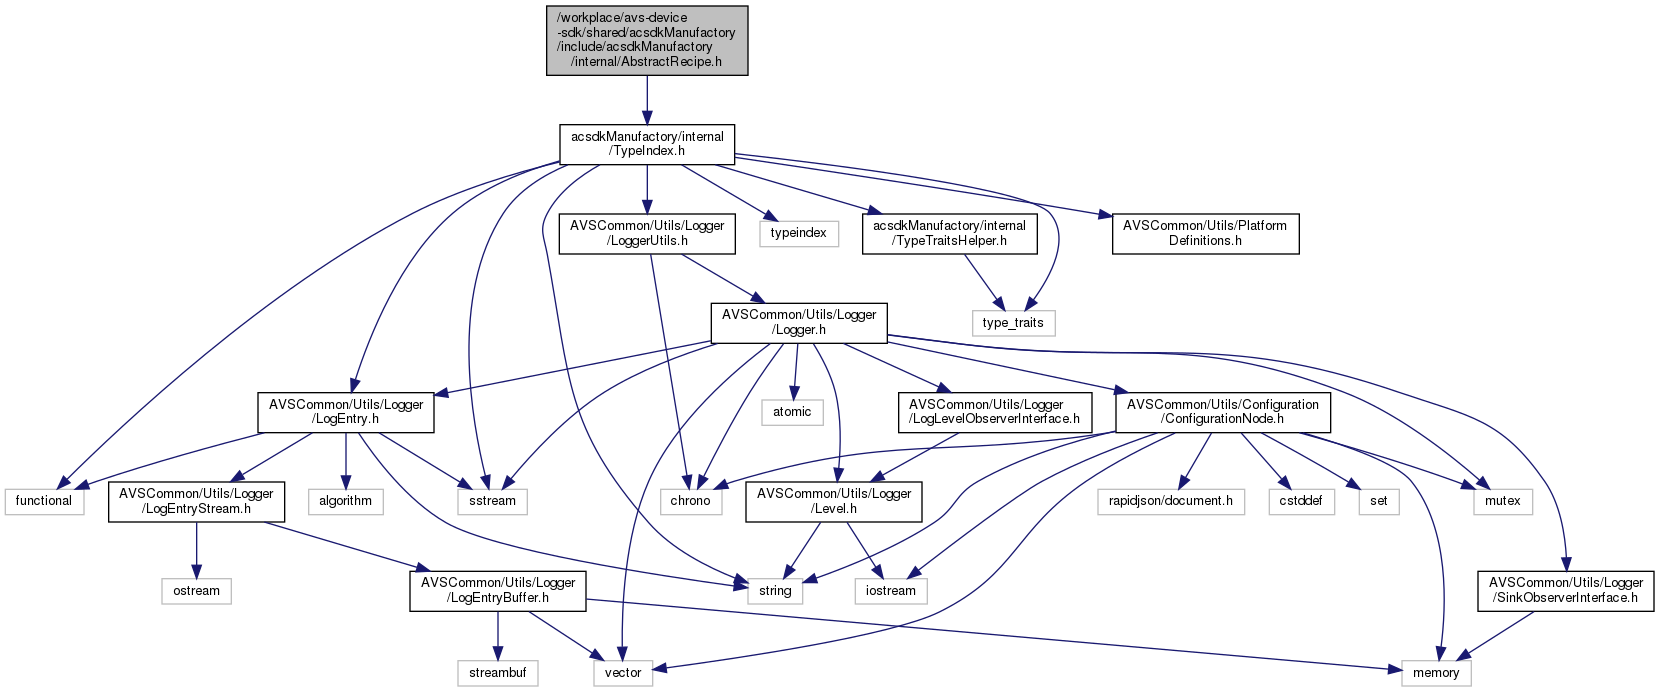 /workplace/avs-device
-sdk/shared/acsdkManufactory
/include/acsdkManufactory
/internal/AbstractRecipe.h
acsdkManufactory/internal
/TypeIndex.h
AVSCommon/Utils/Logger
/LoggerUtils.h
typeindex
acsdkManufactory/internal
/TypeTraitsHelper.h
AVSCommon/Utils/Platform
Definitions.h
AVSCommon/Utils/Logger
/Logger.h
type_traits
AVSCommon/Utils/Logger
/LogEntry.h
atomic
AVSCommon/Utils/Logger
/LogLevelObserverInterface.h
AVSCommon/Utils/Configuration
/ConfigurationNode.h
functional
AVSCommon/Utils/Logger
/LogEntryStream.h
algorithm
sstream
chrono
AVSCommon/Utils/Logger
/Level.h
rapidjson/document.h
cstddef
set
mutex
ostream
AVSCommon/Utils/Logger
/LogEntryBuffer.h
string
iostream
AVSCommon/Utils/Logger
/SinkObserverInterface.h
streambuf
vector
memory